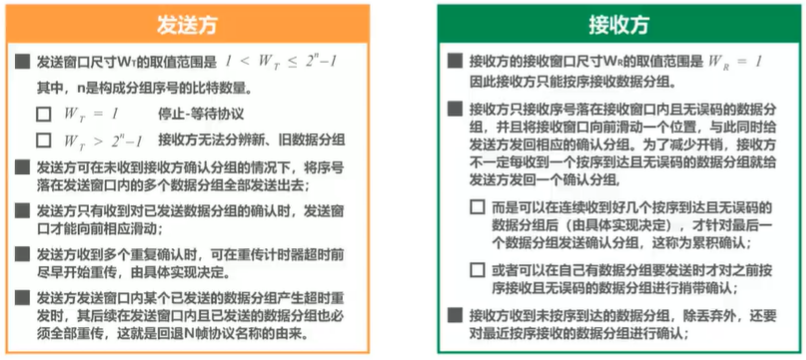 发送方
■ 发送窗口尺寸WT的取值范围是 1 < WT ≤ 2^n–1
其中，n是构成分组序号的比特数量。
□ WT = 1 停止-等待协议
□ WT > 2^n–1 接收方无法分辨新、旧数据分组
■ 发送方可在未收到接收方确认分组的情况下，将序号
落在发送窗口内的多个数据分组全部发送出去；
■ 发送方只有收到对已发送数据分组的确认时，发送窗
口才能向前相应滑动；
■ 发送方收到多个重复确认时，可在重传计时器超时前
尽早开始重传，由具体实现决定。
■ 发送方发送窗口内某个已发送的数据分组产生超时重
发时，其后续在发送窗口内且已发送的数据分组也必
须全部重传，这就是回退N帧协议名称的由来。
接收方
■ 接收方的接收窗口尺寸WR的取值范围是 WR = 1
因此接收方只能按序接收数据分组。
■ 接收方只接收序号落在接收窗口内且无误码的数据分
组，并且将接收窗口向前滑动一个位置，与此同时给
发送方发回相应的确认分组。为了减少开销，接收方
不一定每收到一个按序到达且无误码的数据分组就给
发送方发回一个确认分组，
□ 而是可以在连续收到好几个按序到达且无误码的
数据分组后（由具体实现决定），才针对最后一
个数据分组发送确认分组，这称为累积确认；
□ 或者可以在自己有数据分组要发送时才对之前按
序接收且无误码的数据分组进行捎带确认；
■ 接收方收到未按序到达的数据分组，除丢弃外，还要
对最近按序接收的数据分组进行确认；